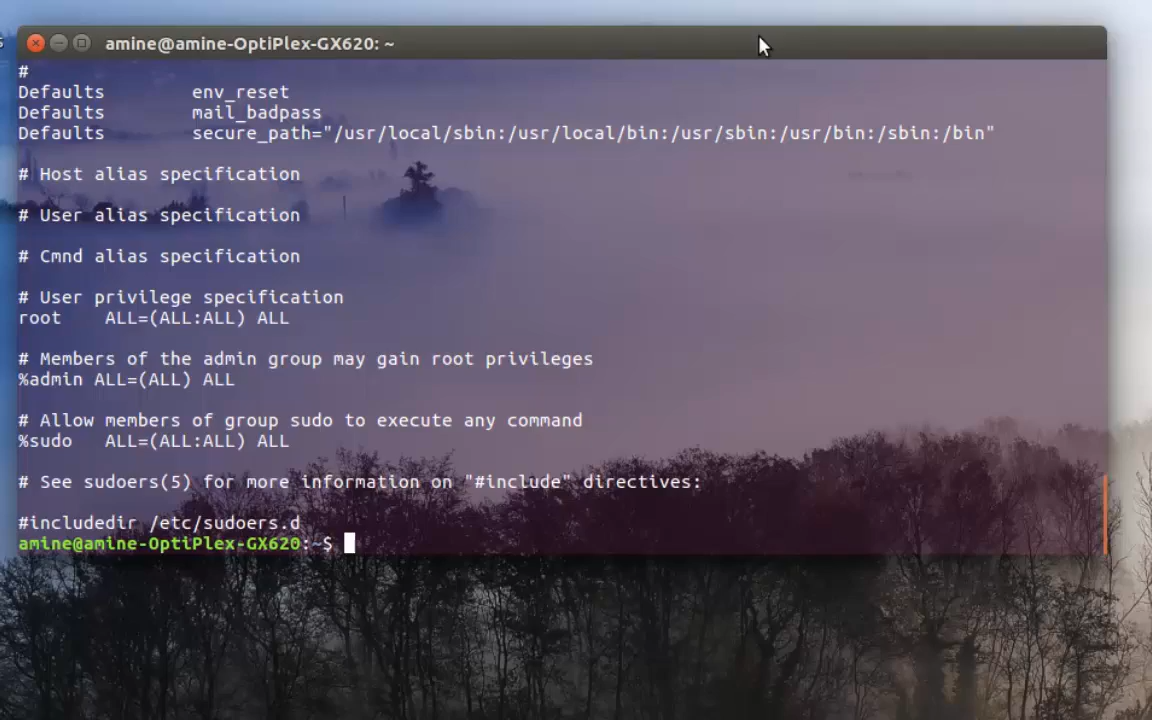 amine@amine-OptiPlex-GX620: ~
#
Defaults        env_reset
Defaults        mail_badpass
Defaults        secure_path="/usr/local/sbin:/usr/local/bin:/usr/sbin:/usr/bin:/sbin:/bin"
# Host alias specification
# User alias specification
# Cmnd alias specification
# User privilege specification
root    ALL=(ALL:ALL) ALL
# Members of the admin group may gain root privileges
%admin ALL=(ALL) ALL
# Allow members of group sudo to execute any command
%sudo   ALL=(ALL:ALL) ALL
# See sudoers(5) for more information on "#include" directives:
#includedir /etc/sudoers.d
amine@amine-OptiPlex-GX620:~$